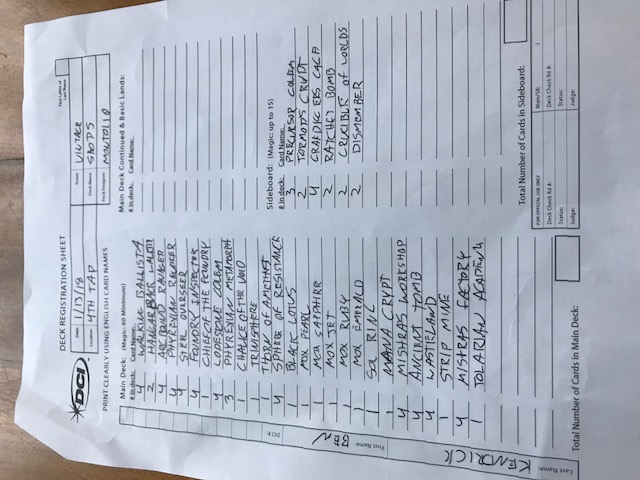 DECK REGISTRATION SHEET
First Letter of
Last Name
DCI
Date: 1/13/18
Event: VINTAGE
Location: 4TH TAP
Deck Name: SHOPS
Deck Designer: MONTOLIO
PRINT CLEARLY USING ENGLISH CARD NAMES
Main Deck: (Magic: 60 Minimum)
# in deck: Card Name:
4 WALKING BALLISTA
2 HANGARBACK WALKER
4 ARCBOUND RAVAGER
4 PHYREXIAN REVOKER
4 STEEL OVERSEER
4 FOUNDRY INSPECTOR
1 CHIEF OF THE FOUNDRY
4 LODESTONE GOLEM
3 PHYREXIAN METAMORPH
1 CHALICE OF THE VOID
1 TRINISPHERE
1 THORN OF AMETHST
4 SPHERE OF RESISTANCE
1 BLACK LOTUS
1 MOX PEARL
1 MOX SAPPHIRE
1 MOX JET
1 MOX RUBY
1 MOX EMERALD
1 SOL RING
1 MANA CRYPT
4 MISHRAS WORKSHOP
4 ANCIENT TOMB
4 WASTELAND
1 STRIP MINE
4 MISHRAS FACTORY
1 TOLARIAN ACADEMY
Total Number of Cards in Main Deck:
Main Deck Continued & Basic Lands:
# in deck: Card Name:
Sideboard: (Magic: up to 15)
# in deck: Card Name:
3 PRECURSOR GOLEM
2 TORMODS CRYPT
4 GRAFDIGGERS CAGE
2 RATCHET BOMB
2 CRUCIBLE OF WORLDS
2 DISMEMBER
Total Number of Cards in Sideboard:
FOR OFFICIAL USE ONLY
Main/SB: /
Deck Check Rd #:
Deck Check Rd #:
Status:
Status:
Judge:
Judge:
DCI #:
First Name: BEN
Last Name: KENDRICK